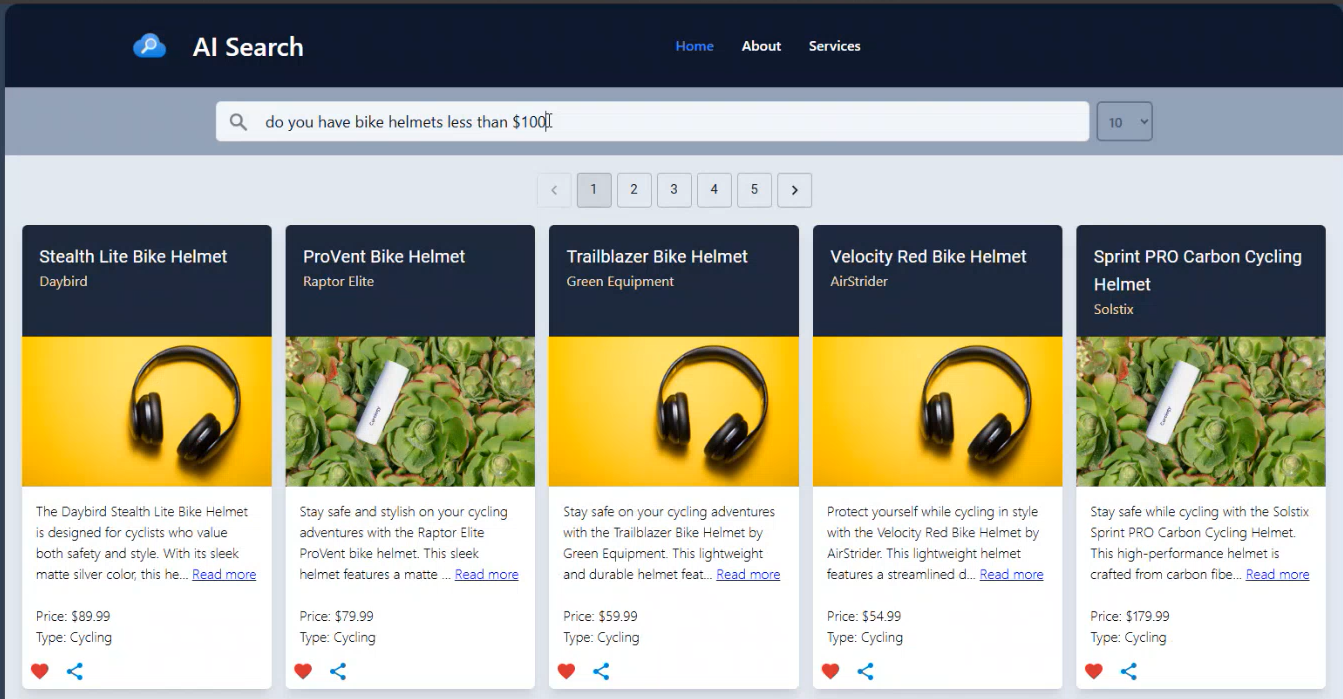 AI Search
Home About Services
do you have bike helmets less than $100
10
1 2 3 4 5
Stealth Lite Bike Helmet
Daybird
ProVent Bike Helmet
Raptor Elite
Trailblazer Bike Helmet
Green Equipment
Velocity Red Bike Helmet
AirStrider
Sprint PRO Carbon Cycling
Helmet
Solstix
The Daybird Stealth Lite Bike Helmet
is designed for cyclists who value
both safety and style. With its sleek
matte silver color, this he... Read more
Price: $89.99
Type: Cycling
Stay safe and stylish on your cycling
adventures with the Raptor Elite
ProVent bike helmet. This sleek
helmet features a matte ... Read more
Price: $79.99
Type: Cycling
Stay safe on your cycling adventures
with the Trailblazer Bike Helmet by
Green Equipment. This lightweight
and durable helmet feat... Read more
Price: $59.99
Type: Cycling
Protect yourself while cycling in style
with the Velocity Red Bike Helmet by
AirStrider. This lightweight helmet
features a streamlined d... Read more
Price: $54.99
Type: Cycling
Stay safe while cycling with the Solstix
Sprint PRO Carbon Cycling Helmet.
This high-performance helmet is
crafted from carbon fibe... Read more
Price: $179.99
Type: Cycling